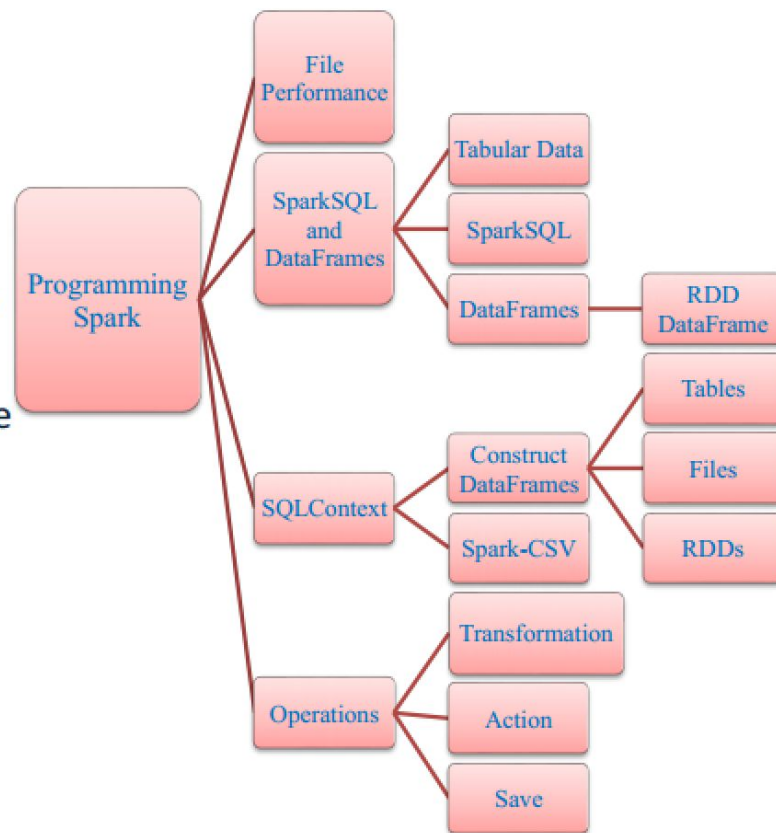 File
Performance
Tabular Data
SparkSQL
and
DataFrames
SparkSQL
Programming
Spark
DataFrames
RDD
DataFrame
e
Tables
Construct
DataFrames
Files
SQLContext
Spark-CSV
RDDs
Transformation
Operations
Action
Save